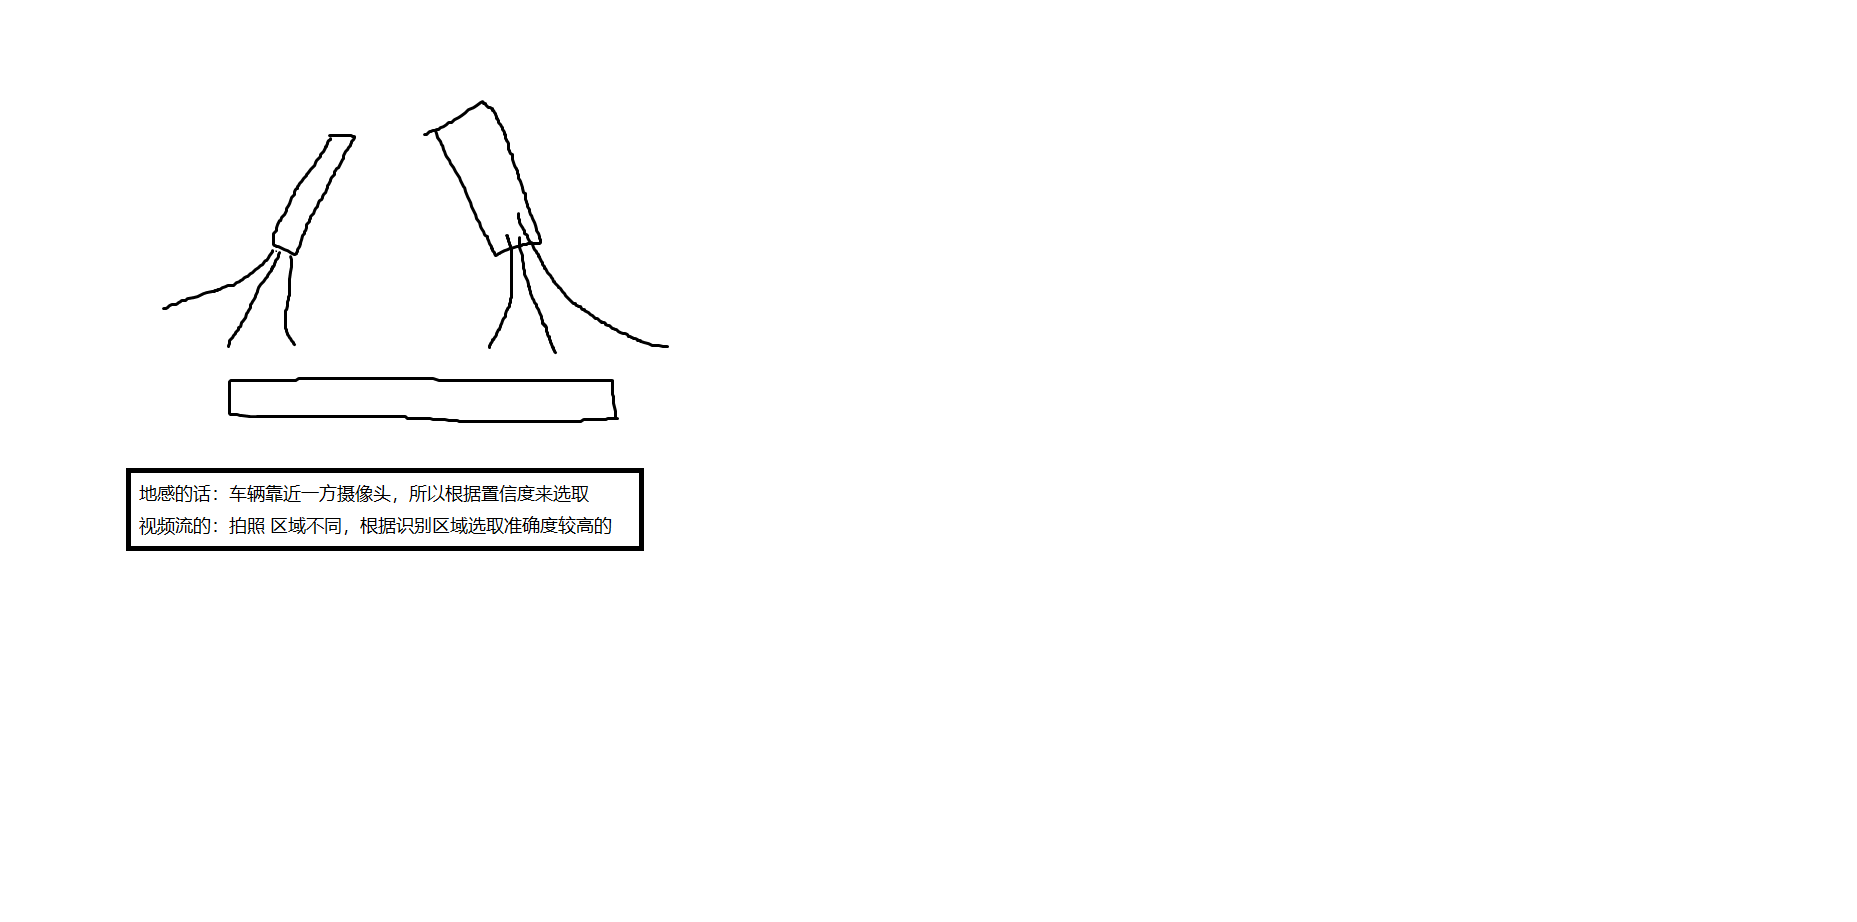 地感的话：车辆靠近一方摄像头，所以根据置信度来选取
视频流的：拍照 区域不同，根据识别区域选取准确度较高的